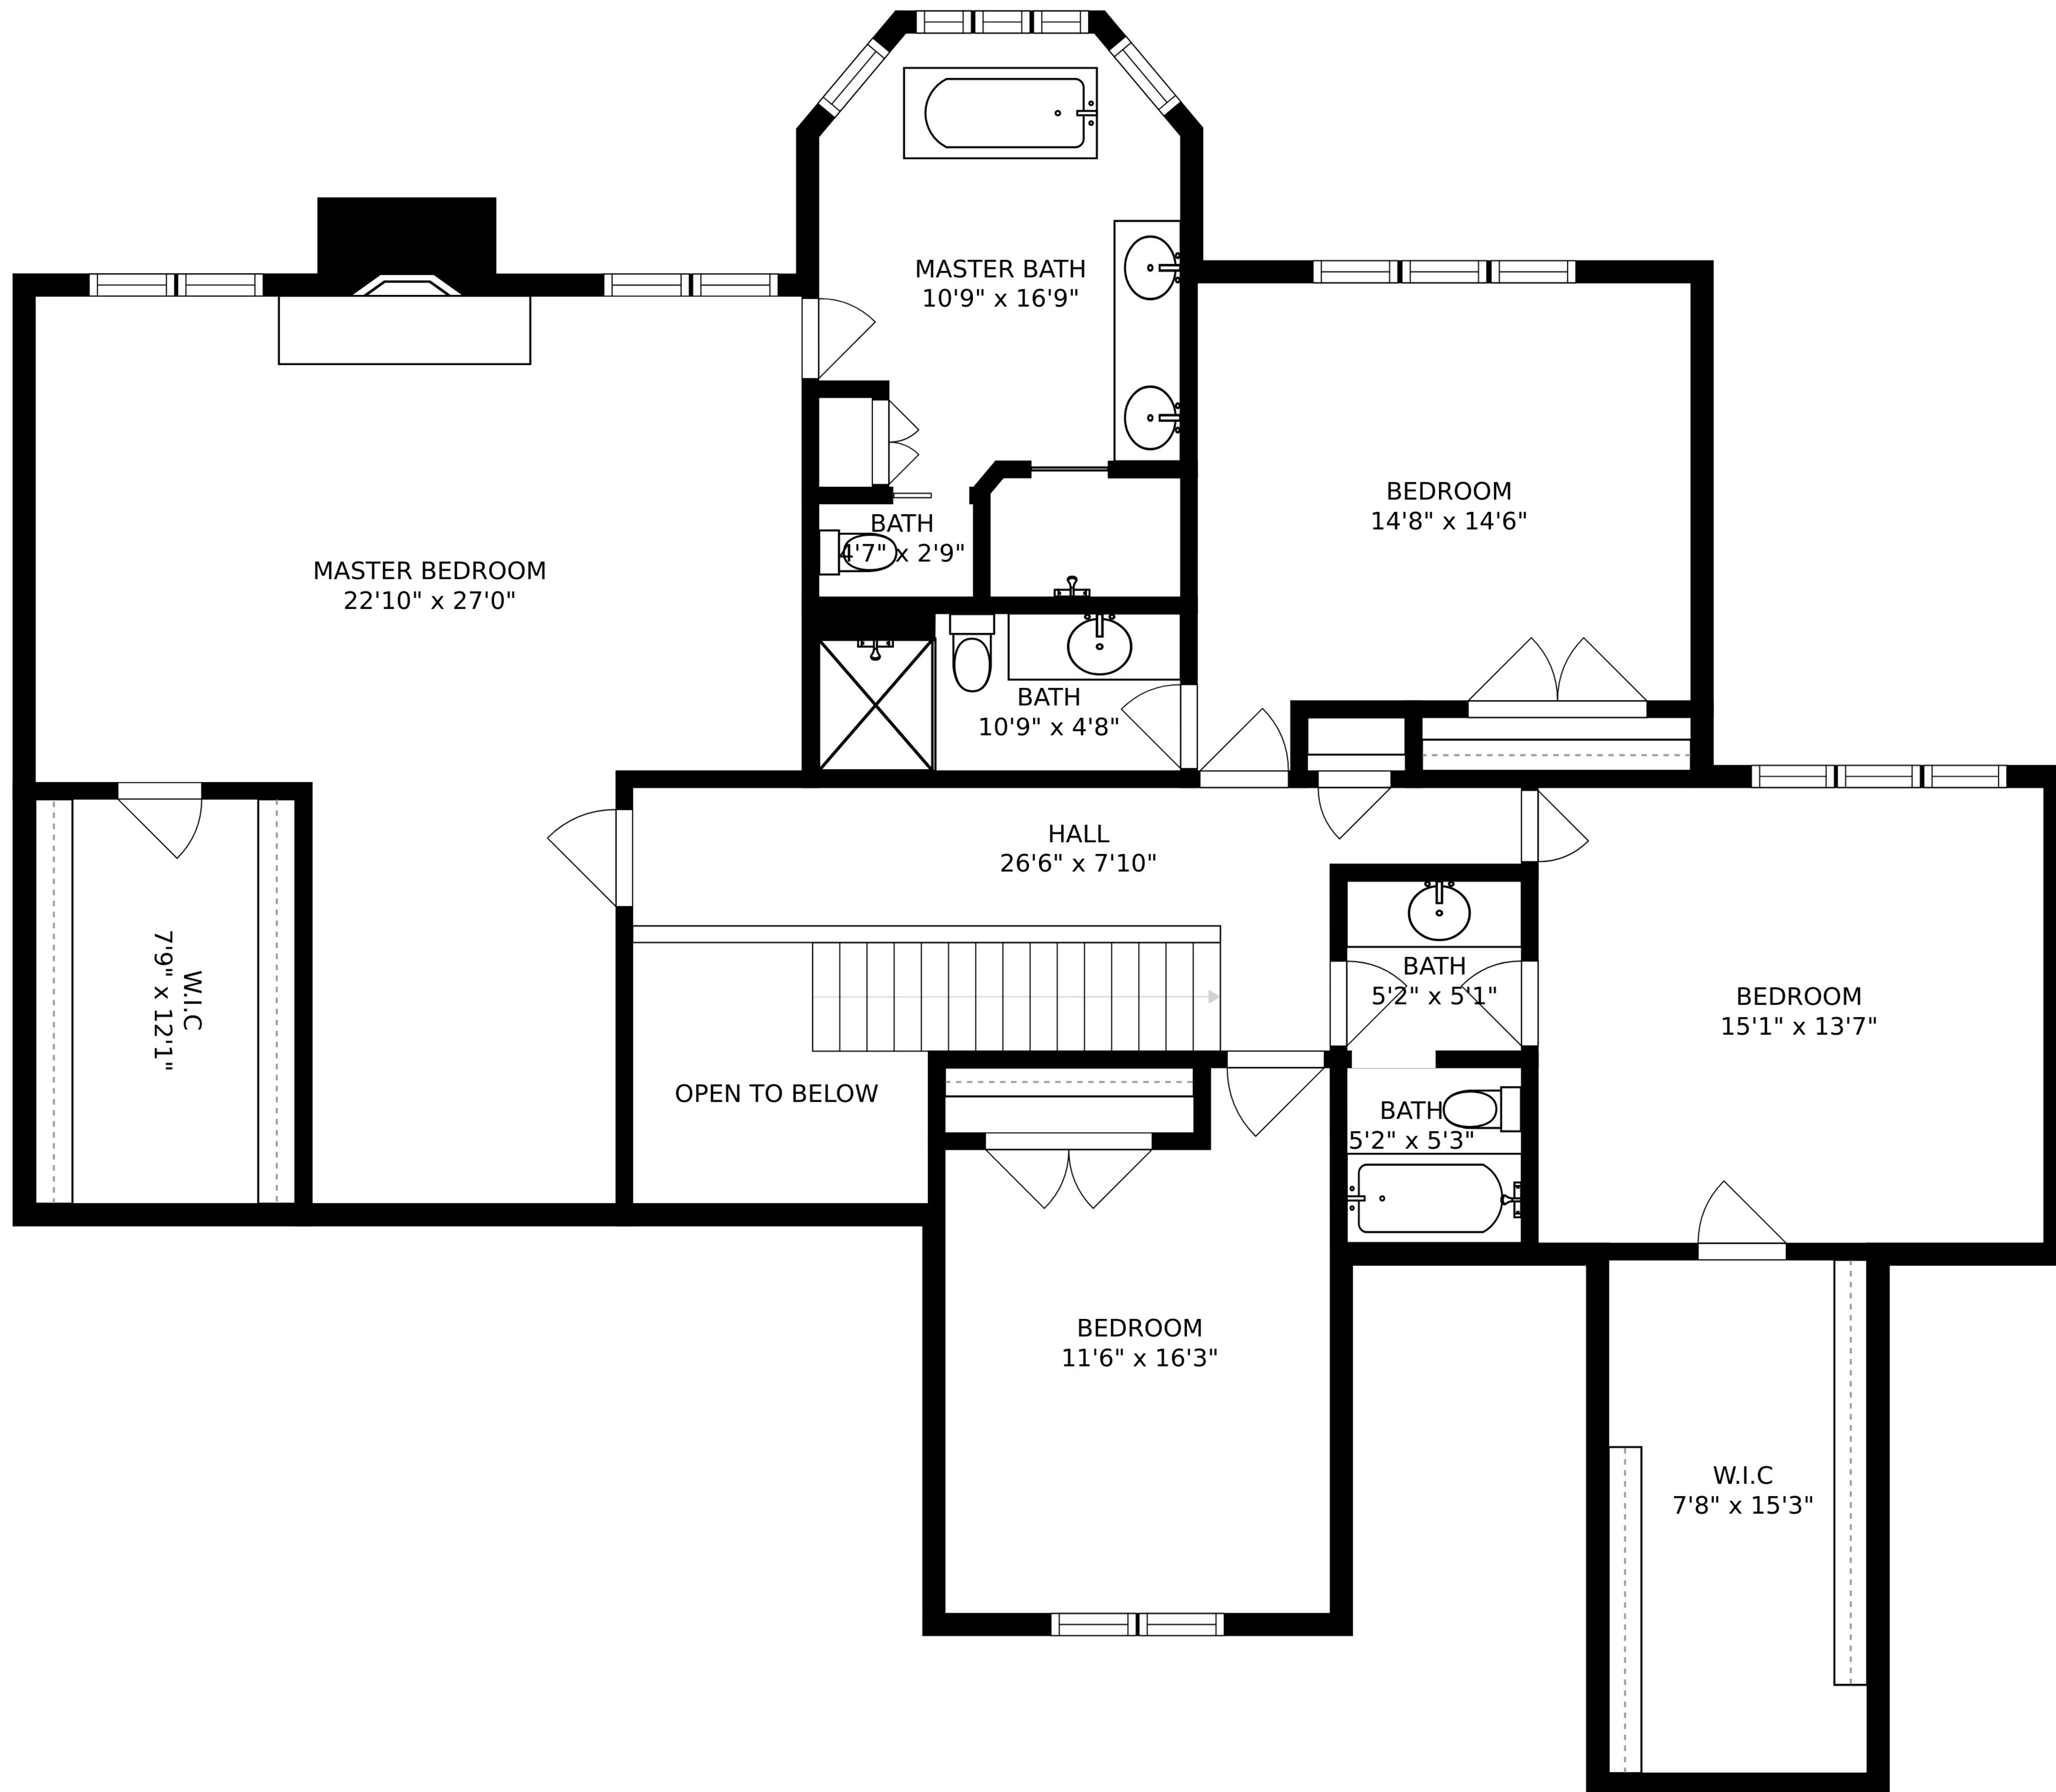 MASTER BATH
10'9" x 16'9"
BEDROOM
14'8" x 14'6"
BATH
4'7" x 2'9"
MASTER BEDROOM
22'10" x 27'0"
BATH
10'9" x 4'8"
HALL
26'6" x 7'10"
W.I.C
7'9" x 12'1"
BATH
5'2" x 5'1"
BEDROOM
15'1" x 13'7"
OPEN TO BELOW
BATH
5'2" x 5'3"
BEDROOM
11'6" x 16'3"
W.I.C
7'8" x 15'3"